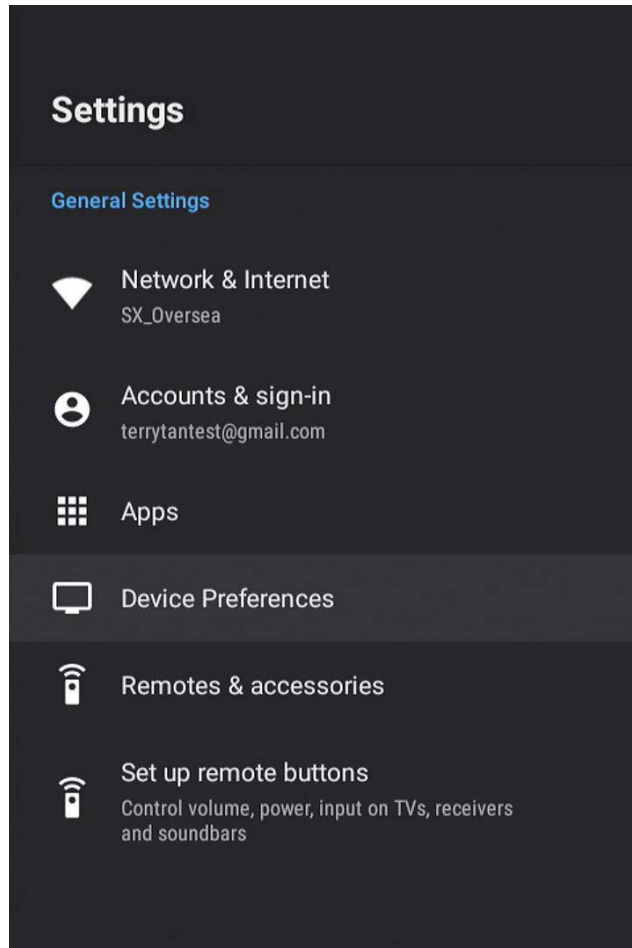 Settings
General Settings
Network & Internet
SX_Oversea
Accounts & sign-in
terrytantest@gmail.com
Apps
Device Preferences
Remotes & accessories
Set up remote buttons
Control volume, power, input on TVs, receivers
and soundbars